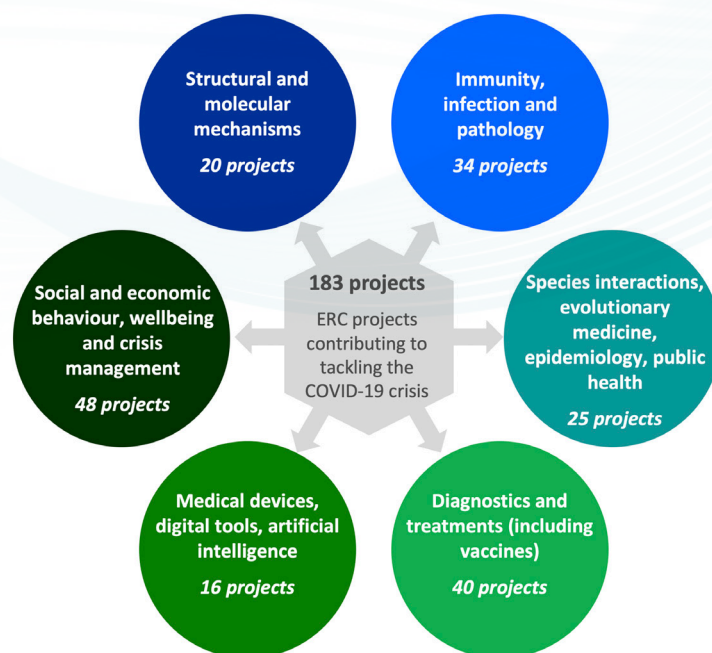 Structural and
molecular
mechanisms
20 projects
Immunity,
infection and
pathology
34 projects
183 projects
ERC projects
contributing to
tackling the
COVID-19 crisis
Social and economic
behaviour, wellbeing
and crisis
management
48 projects
Species interactions,
evolutionary
medicine,
epidemiology, public
health
25 projects
Medical devices,
digital tools, artificial
intelligence
16 projects
Diagnostics and
treatments (including
vaccines)
40 projects